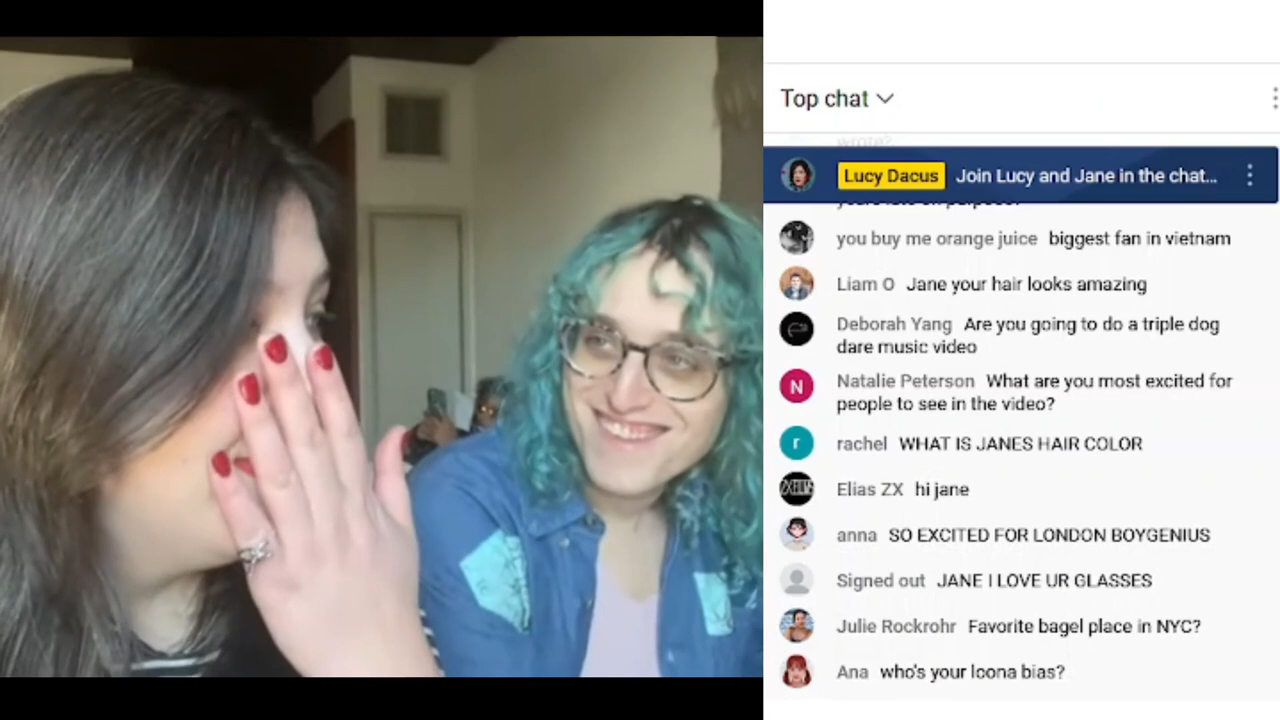 Top chat
wrote?
Lucy Dacus Join Lucy and Jane in the chat...
you buy me orange juice biggest fan in vietnam
Liam O Jane your hair looks amazing
Deborah Yang Are you going to do a triple dog
dare music video
Natalie Peterson What are you most excited for
people to see in the video?
N
rachel WHAT IS JANES HAIR COLOR
r
Elias ZX hi jane
anna SO EXCITED FOR LONDON BOYGENIUS
Signed out JANE I LOVE UR GLASSES
Julie Rockrohr Favorite bagel place in NYC?
Ana who's your loona bias?